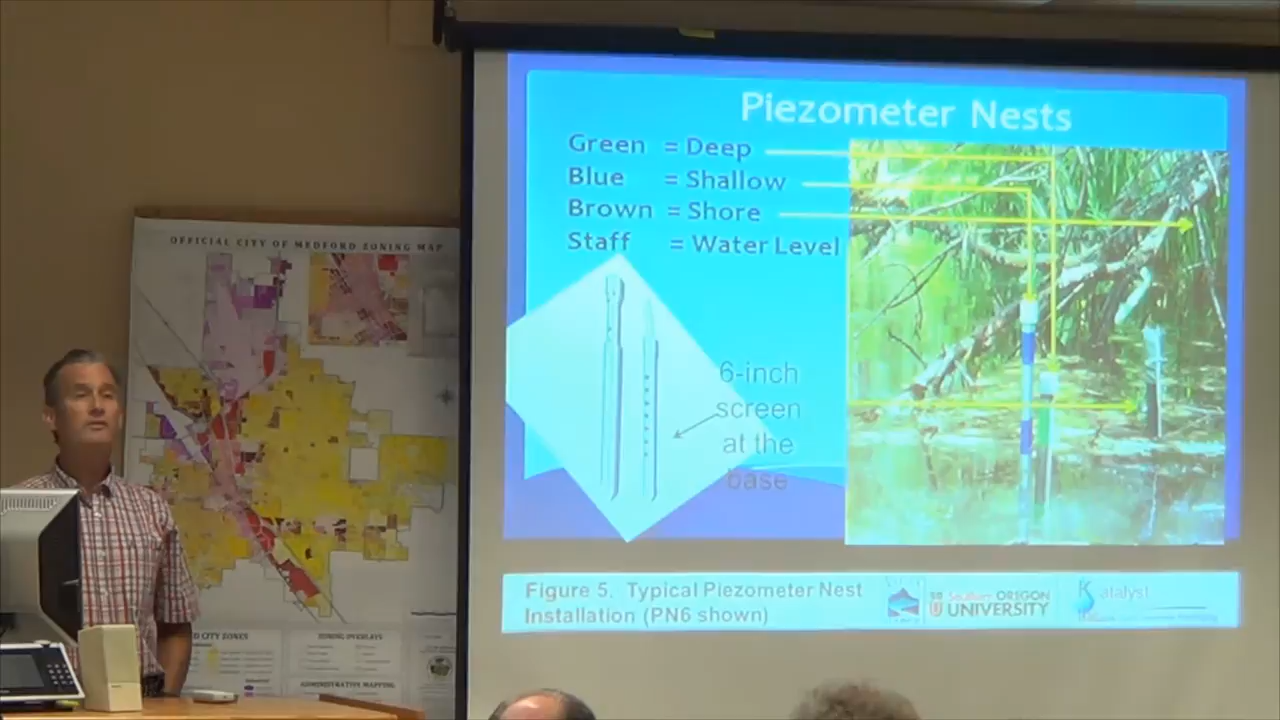 Piezometer Nests
Green = Deep
Blue = Shallow
Brown = Shore
Staff = Water Level
6-inch
screen
at the
base
Figure 5. Typical Piezometer Nest
Installation (PN6 shown)
Southern OREGON
UNIVERSITY
Katalyst
OFFICIAL CITY OF MEDFORD ZONING MAP
CITY ZONES
ZONING OVERLAYS
ADMINISTRATIVE MAPPING